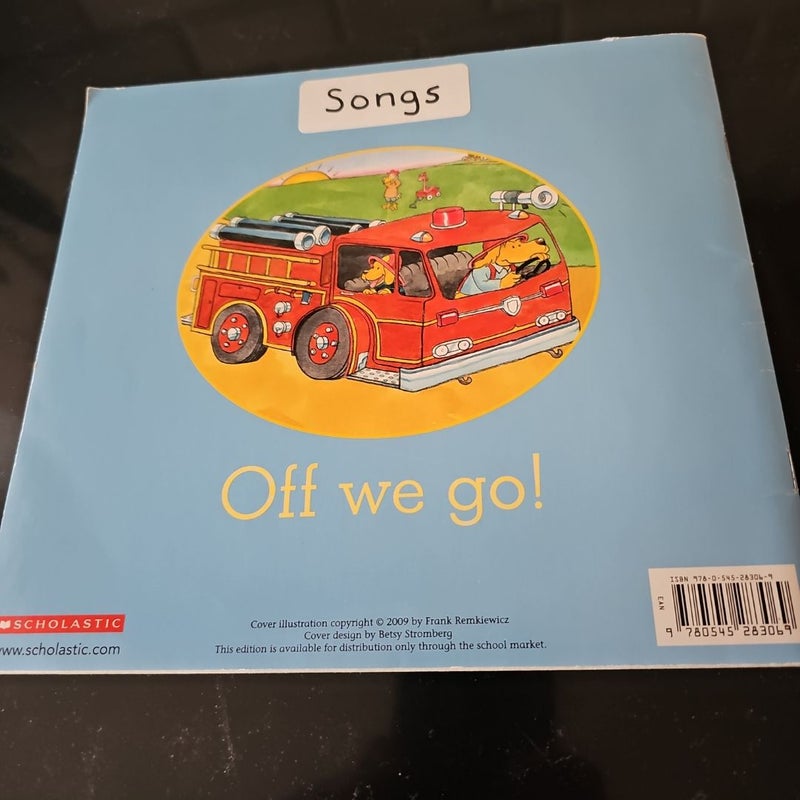 Songs
Off we go!
ISBN 978-0-545-28306-9
EAN
9 780545 283069
SCHOLASTIC
www.scholastic.com
Cover illustration copyright © 2009 by Frank Remkiewicz
Cover design by Betsy Stromberg
This edition is available for distribution only through the school market.